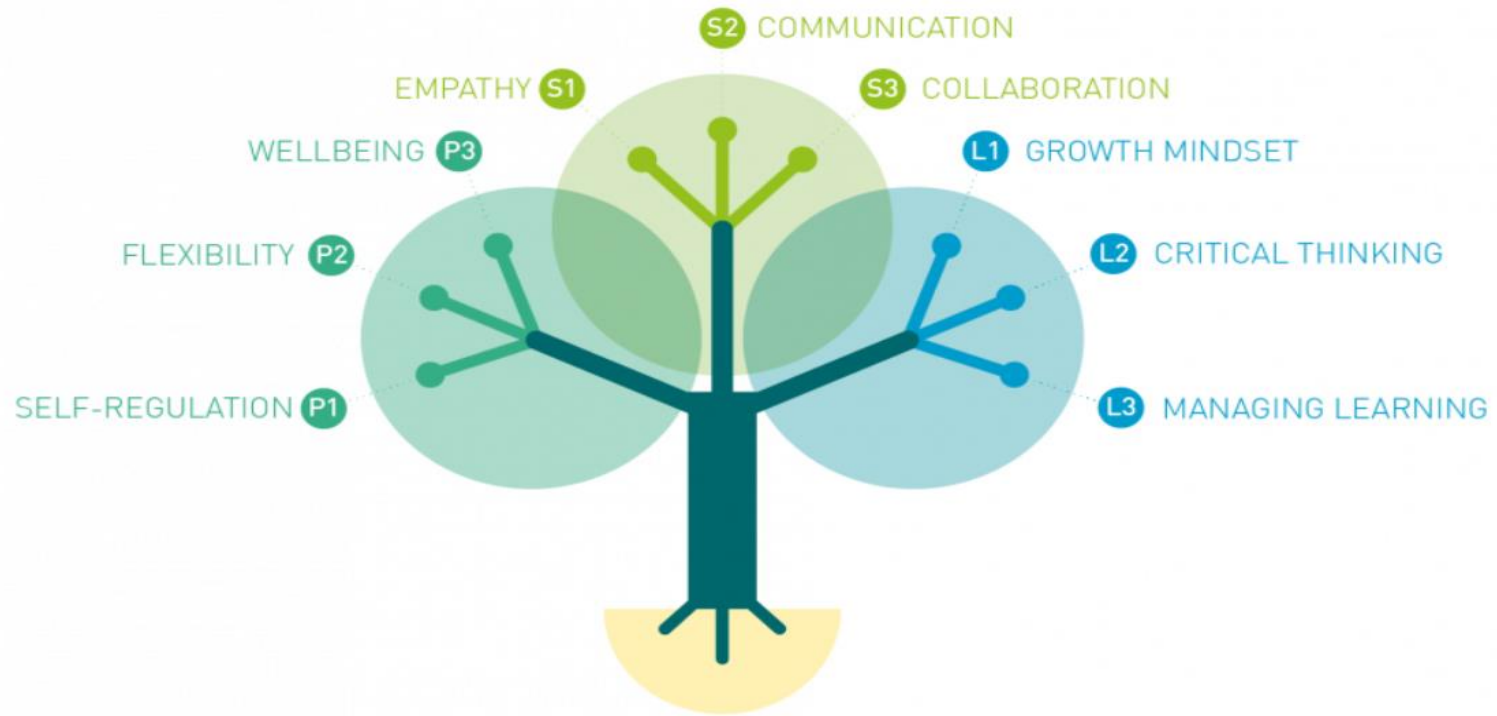 S2 COMMUNICATION
EMPATHY S1
S3 COLLABORATION
WELLBEING P3
L1 GROWTH MINDSET
FLEXIBILITY P2
L2 CRITICAL THINKING
SELF-REGULATION P1
L3 MANAGING LEARNING